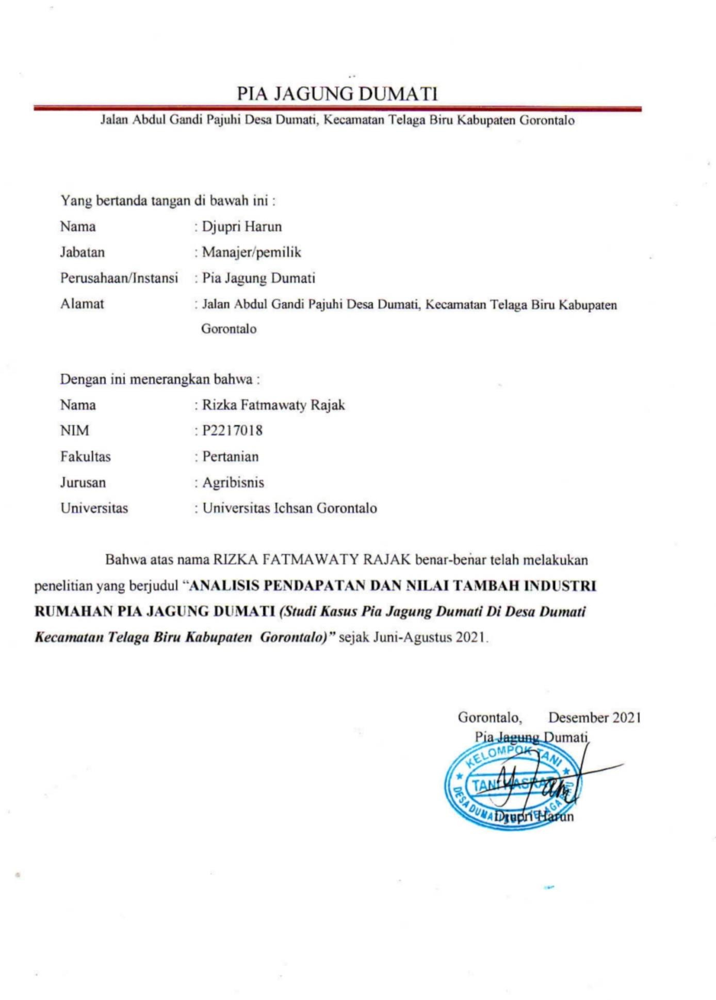 PIA JAGUNG DUMATI
Jalan Abdul Gandi Pajuhi Desa Dumati, Kecamatan Telaga Biru Kabupaten Gorontalo
Yang bertanda tangan di bawah ini :
Nama : Djupri Harun
Jabatan : Manajer/pemilik
Perusahaan/Instansi : Pia Jagung Dumati
Alamat : Jalan Abdul Gandi Pajuhi Desa Dumati, Kecamatan Telaga Biru Kabupaten
Gorontalo
Dengan ini menerangkan bahwa :
Nama : Rizka Fatmawaty Rajak
NIM : P2217018
Fakultas : Pertanian
Jurusan : Agribisnis
Universitas : Universitas Ichsan Gorontalo
Bahwa atas nama RIZKA FATMAWATY RAJAK benar-benar telah melakukan
penelitian yang berjudul “ANALISIS PENDAPATAN DAN NILAI TAMBAH INDUSTRI
RUMAHAN PIA JAGUNG DUMATI (Studi Kasus Pia Jagung Dumati Di Desa Dumati
Kecamatan Telaga Biru Kabupaten Gorontalo)” sejak Juni-Agustus 2021.
Gorontalo, Desember 2021
Pia Jagung Dumati
KELOMPOK TANI
DESA DUMATI TELAGA
Djupri Harun